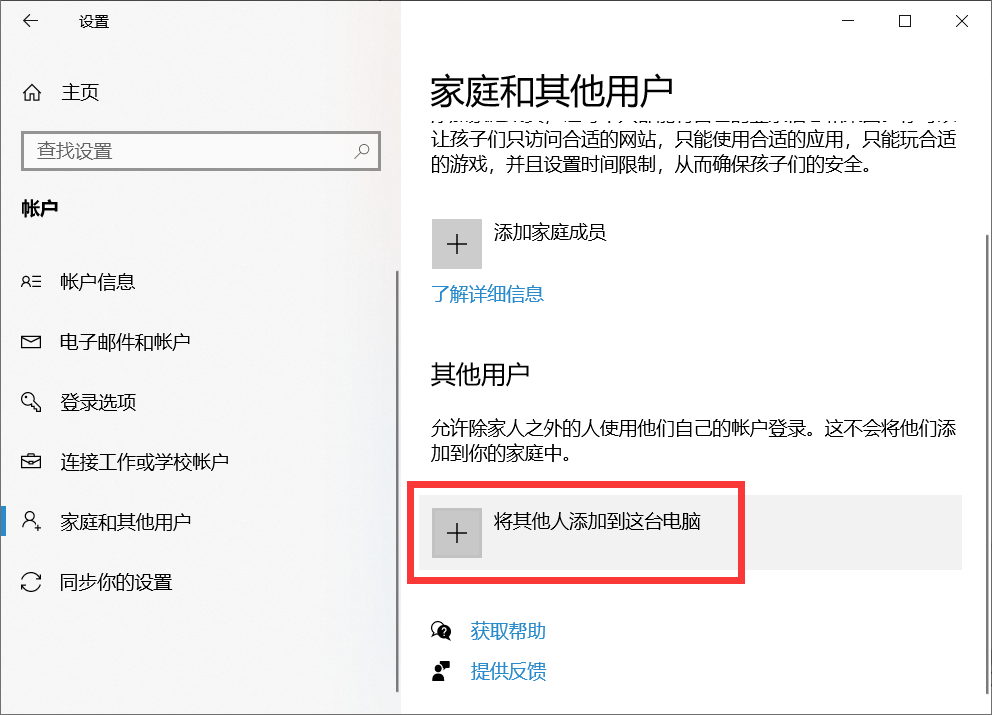 设置
主页
查找设置
帐户
帐户信息
电子邮件和帐户
登录选项
连接工作或学校帐户
家庭和其他用户
同步你的设置
家庭和其他用户
让孩子们只访问合适的网站，只能使用合适的应用，只能玩合适
的游戏，并且设置时间限制，从而确保孩子们的安全。
添加家庭成员
了解详细信息
其他用户
允许除家人之外的人使用他们自己的帐户登录。这不会将他们添
加到你的家庭中。
将其他人添加到这台电脑
获取帮助
提供反馈